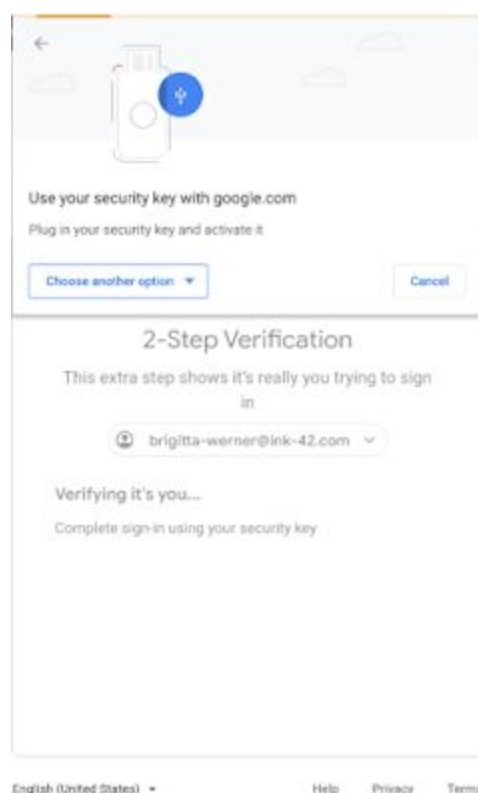 Use your security key with google.com
Plug in your security key and activate it
Choose another option
Cancel
2-Step Verification
This extra step shows it's really you trying to sign
in
brigitta-werner@ink-42.com
Verifying it's you...
Complete sign-in using your security key
English (United States) Help Privacy Terms